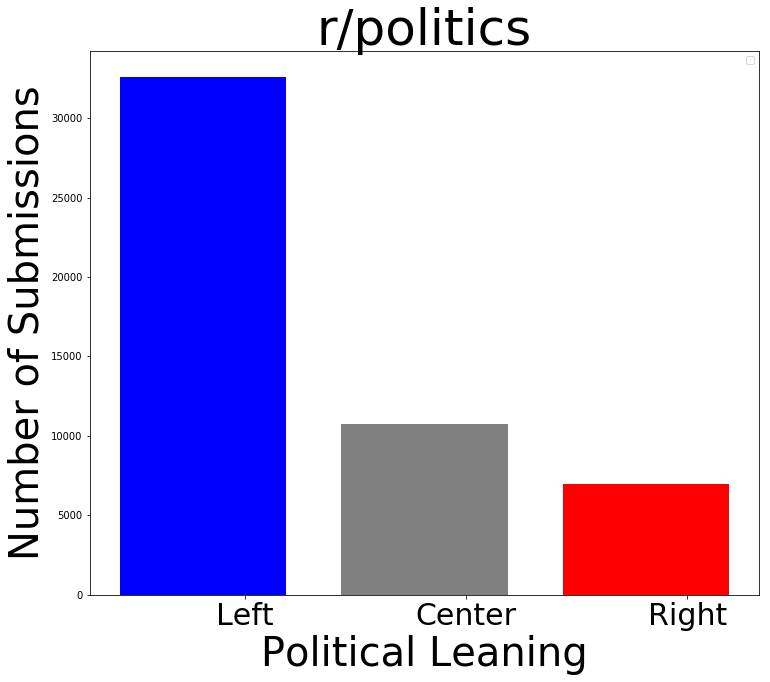 r/politics
Number of Submissions
30000
25000
20000
15000
10000
5000
0
Left Center Right
Political Leaning